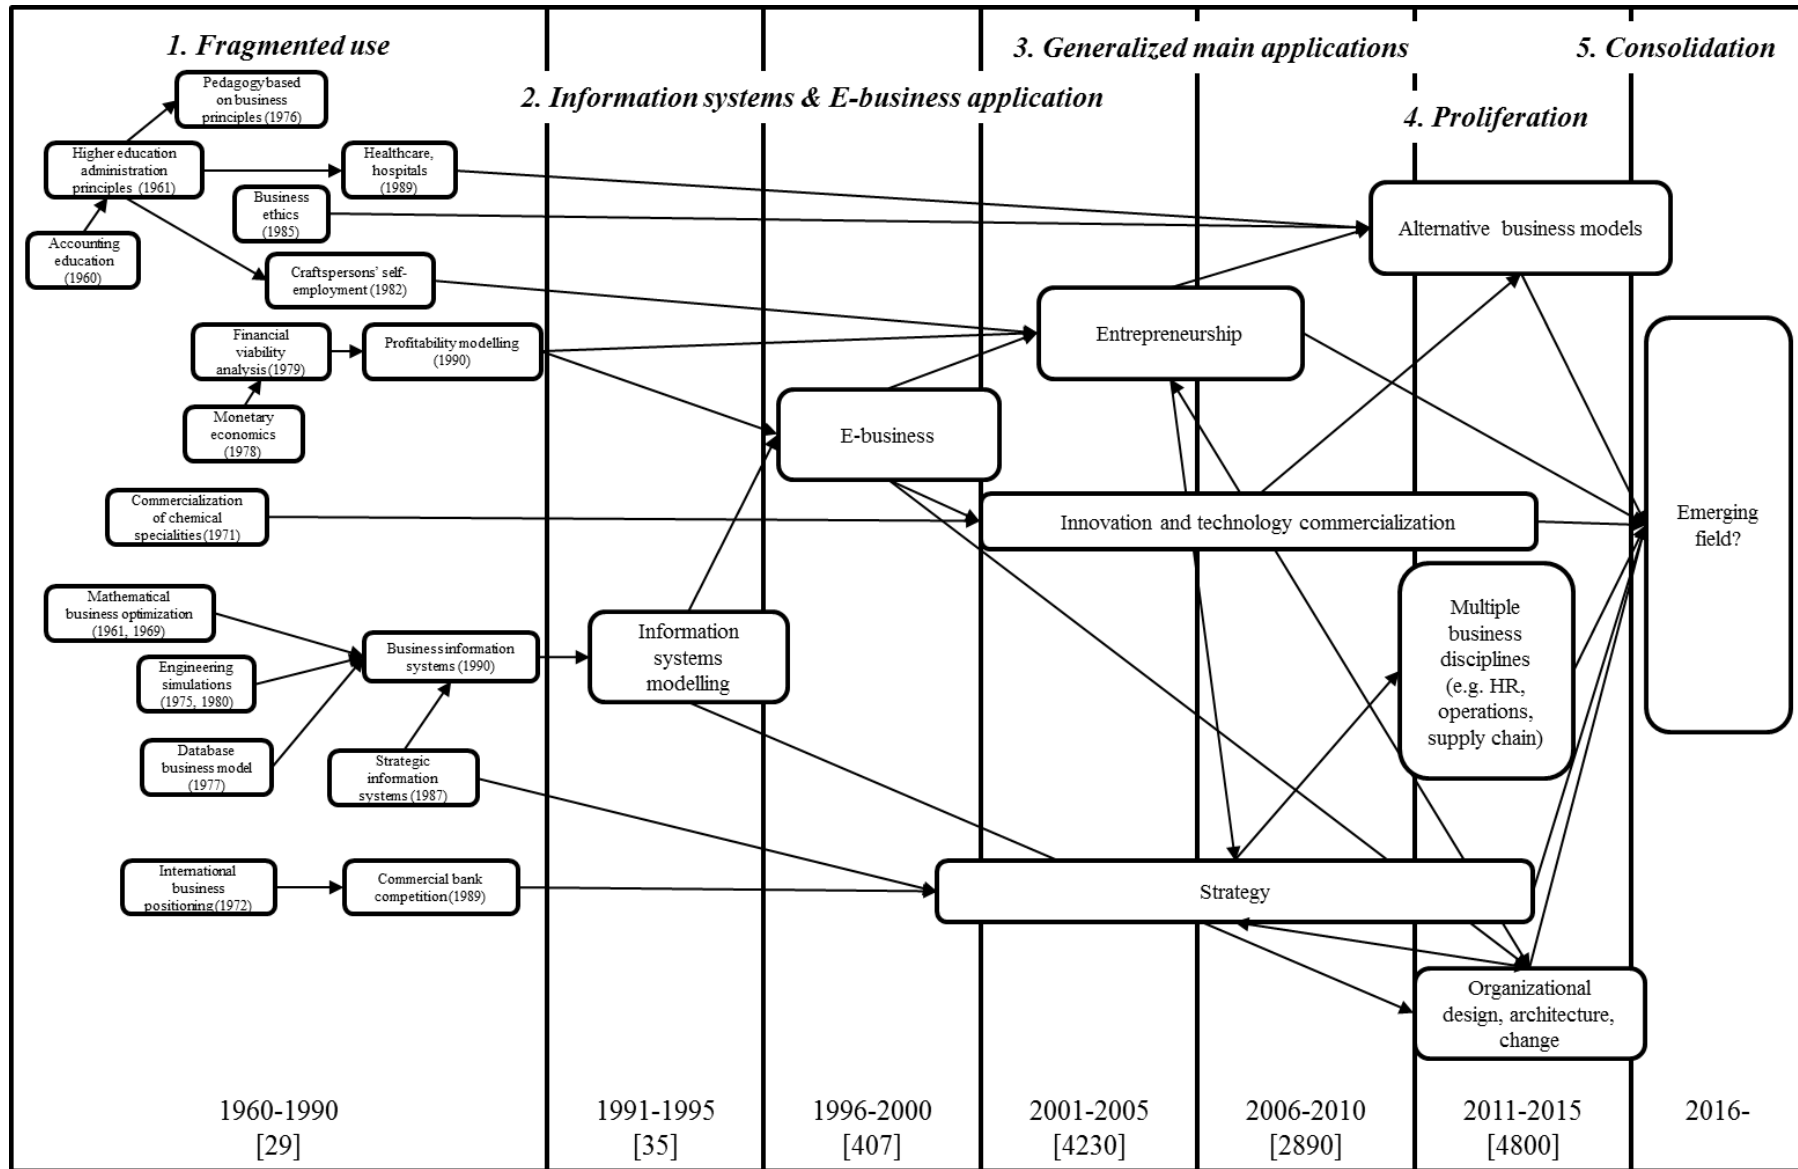 1. Fragmented use
3. Generalized main applications
5. Consolidation
2. Information systems & E-business application
4. Proliferation
Pedagogy based
on business
principles (1976)
Higher education
administration
principles (1961)
Healthcare,
hospitals
(1989)
Business
ethics
(1985)
Accounting
education
(1960)
Craftspersons' self-
employment (1982)
Financial
viability
analysis (1979)
Profitability modelling
(1990)
Monetary
economics
(1978)
Commercialization
of chemical
specialities (1971)
Mathematical
business optimization
(1961, 1969)
Engineering
simulations
(1975, 1980)
Business information
systems (1990)
Database
business model
(1977)
Strategic
information
systems (1987)
International
business
positioning (1972)
Commercial bank
competition (1989)
Information
systems
modelling
E-business
Entrepreneurship
Alternative business models
Innovation and technology commercialization
Multiple
business
disciplines
(e.g. HR,
operations,
supply chain)
Strategy
Organizational
design, architecture,
change
Emerging
field?
1960-1990
[29]
1991-1995
[35]
1996-2000
[407]
2001-2005
[4230]
2006-2010
[2890]
2011-2015
[4800]
2016-